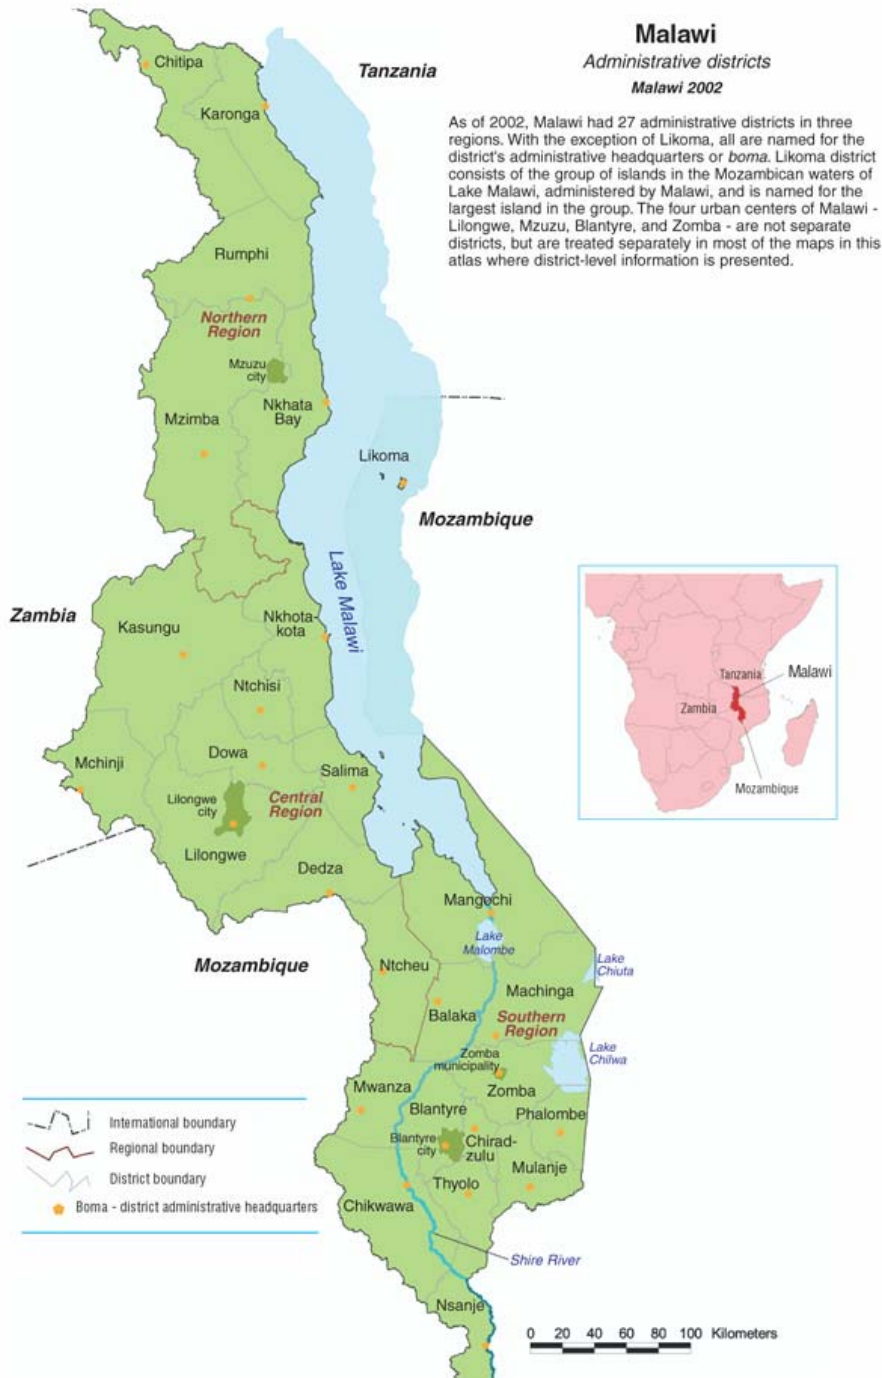 Malawi
Administrative districts
Malawi 2002
As of 2002, Malawi had 27 administrative districts in three
regions. With the exception of Likoma, all are named for the
district's administrative headquarters or boma. Likoma district
consists of the group of islands in the Mozambican waters of
Lake Malawi, administered by Malawi, and is named for the
largest island in the group. The four urban centers of Malawi -
Lilongwe, Mzuzu, Blantyre, and Zomba - are not separate
districts, but are treated separately in most of the maps in this
atlas where district-level information is presented.
Chitipa
Tanzania
Karonga
Rumphi
Northern
Region
Mzuzu
city
Nkhata
Bay
Mzimba
Likoma
Mozambique
Lake Malawi
Zambia
Kasungu
Nkhota-
kota
Ntchisi
Dowa
Mchinji
Salima
Lilongwe
city
Central
Region
Lilongwe
Dedza
Mangochi
Lake
Malombe
Mozambique
Ntcheu
Lake
Chiuta
Machinga
Balaka
Southern
Region
Lake
Chilwa
Zomba
municipality
Zomba
Mwanza
Blantyre
Phalombe
Blantyre
city
Chirad-
zulu
Mulanje
Thyolo
Chikwawa
Shire River
Nsanje
Tanzania
Malawi
Zambia
Mozambique
International boundary
Regional boundary
District boundary
Boma - district administrative headquarters
0 20 40 60 80 100 Kilometers